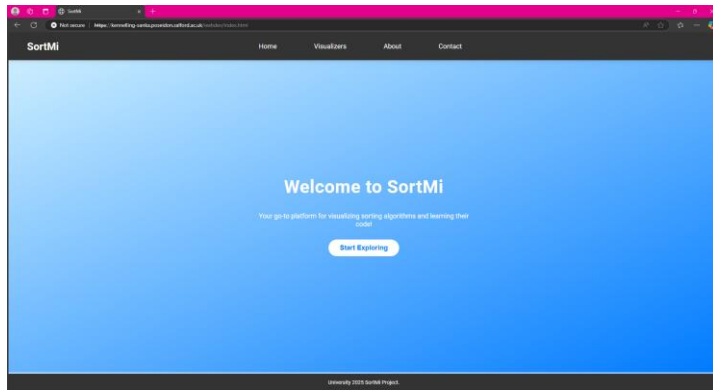 SortMi
Not secure
SortMi
Home
Visualizers
About
Contact
Welcome to SortMi
Your go-to platform for visualizing sorting algorithms and learning their
code!
Start Exploring
University 2025 SortMi Project.